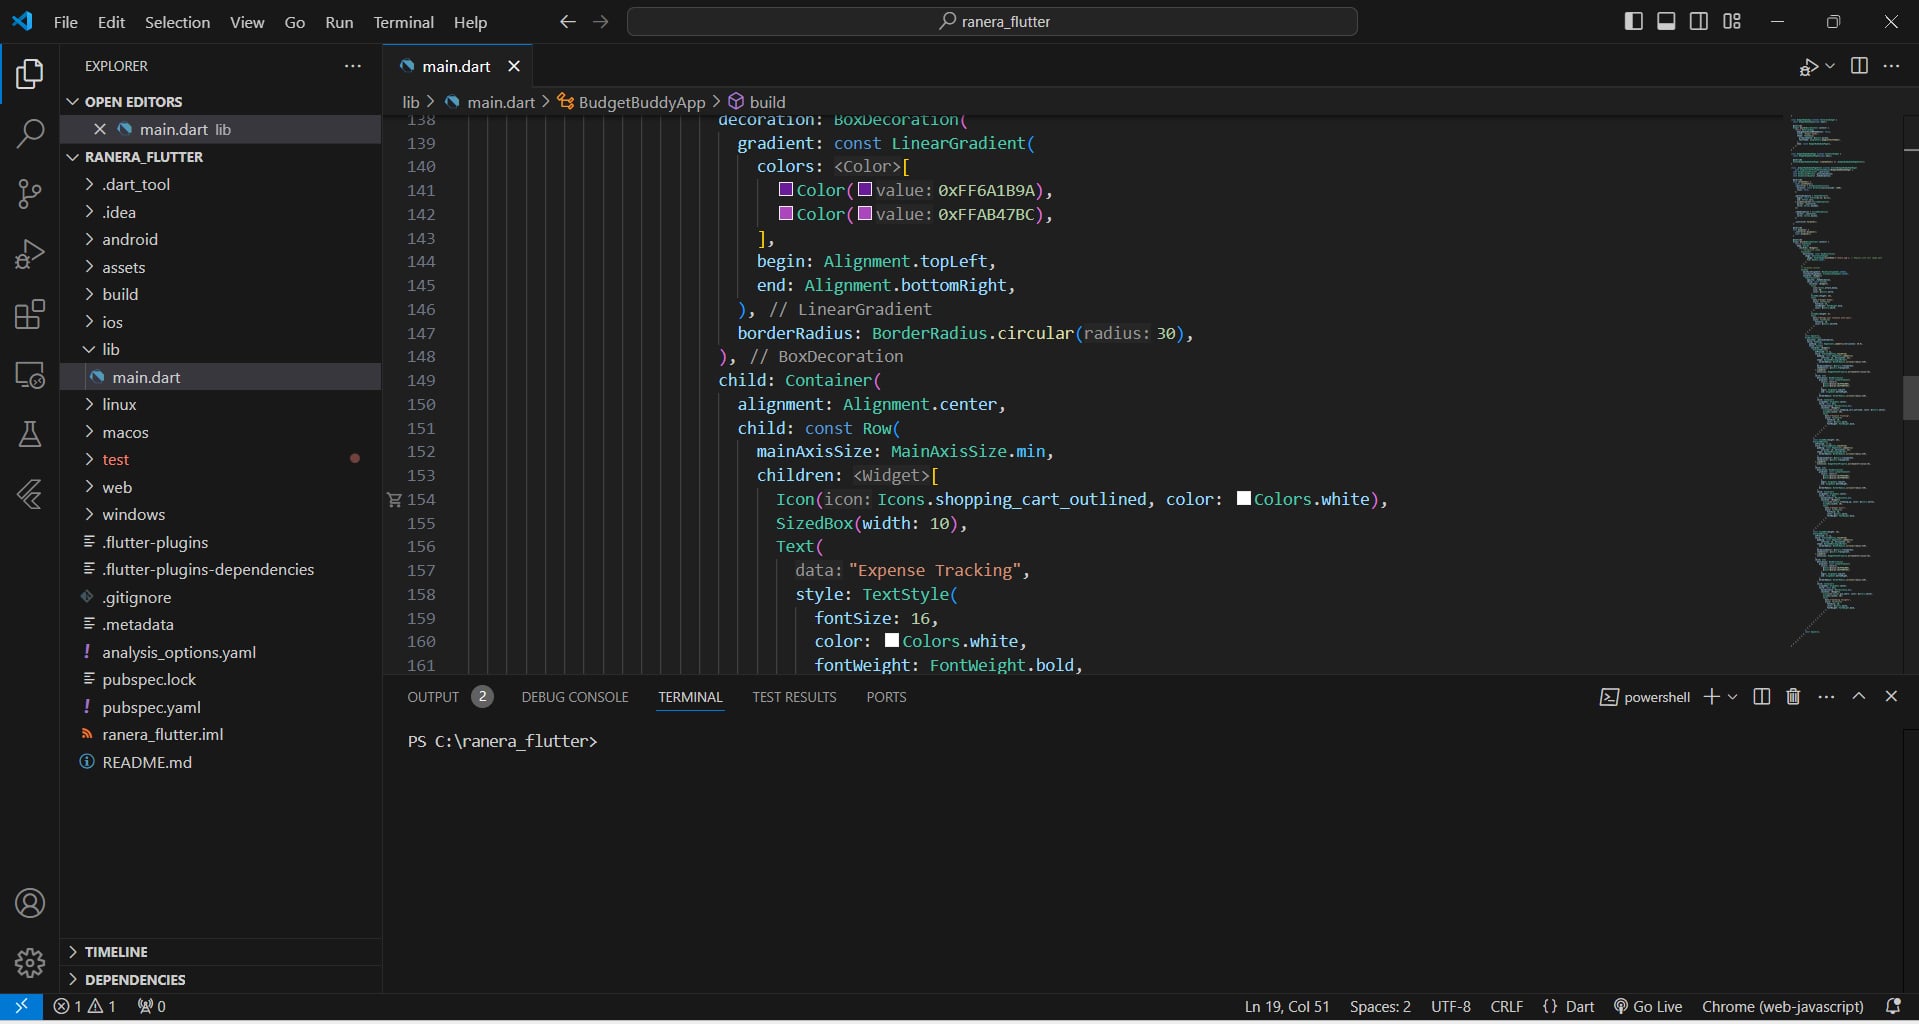 File Edit Selection View Go Run Terminal Help
ranera_flutter
EXPLORER
OPEN EDITORS
main.dart lib
RANERA_FLUTTER
.dart_tool
.idea
android
assets
build
ios
lib
main.dart
linux
macos
test
web
windows
.flutter-plugins
.flutter-plugins-dependencies
.gitignore
.metadata
analysis_options.yaml
pubspec.lock
pubspec.yaml
ranera_flutter.iml
README.md
TIMELINE
DEPENDENCIES
main.dart
lib > main.dart > BudgetBuddyApp > build
138 decoration: BoxDecoration(
139 gradient: const LinearGradient(
140 colors: <Color>[
141 Color(value: 0xFF6A1B9A),
142 Color(value: 0xFFAB47BC),
143 ],
144 begin: Alignment.topLeft,
145 end: Alignment.bottomRight,
146 ), // LinearGradient
147 borderRadius: BorderRadius.circular(radius: 30),
148 ), // BoxDecoration
149 child: Container(
150 alignment: Alignment.center,
151 child: const Row(
152 mainAxisSize: MainAxisSize.min,
153 children: <Widget>[
154 Icon(icon: Icons.shopping_cart_outlined, color: Colors.white),
155 SizedBox(width: 10),
156 Text(
157 data: "Expense Tracking",
158 style: TextStyle(
159 fontSize: 16,
160 color: Colors.white,
161 fontWeight: FontWeight.bold,
OUTPUT 2 DEBUG CONSOLE TERMINAL TEST RESULTS PORTS
powershell
PS C:\ranera_flutter>
1 1 0
Ln 19, Col 51 Spaces: 2 UTF-8 CRLF {} Dart Go Live Chrome (web-javascript)